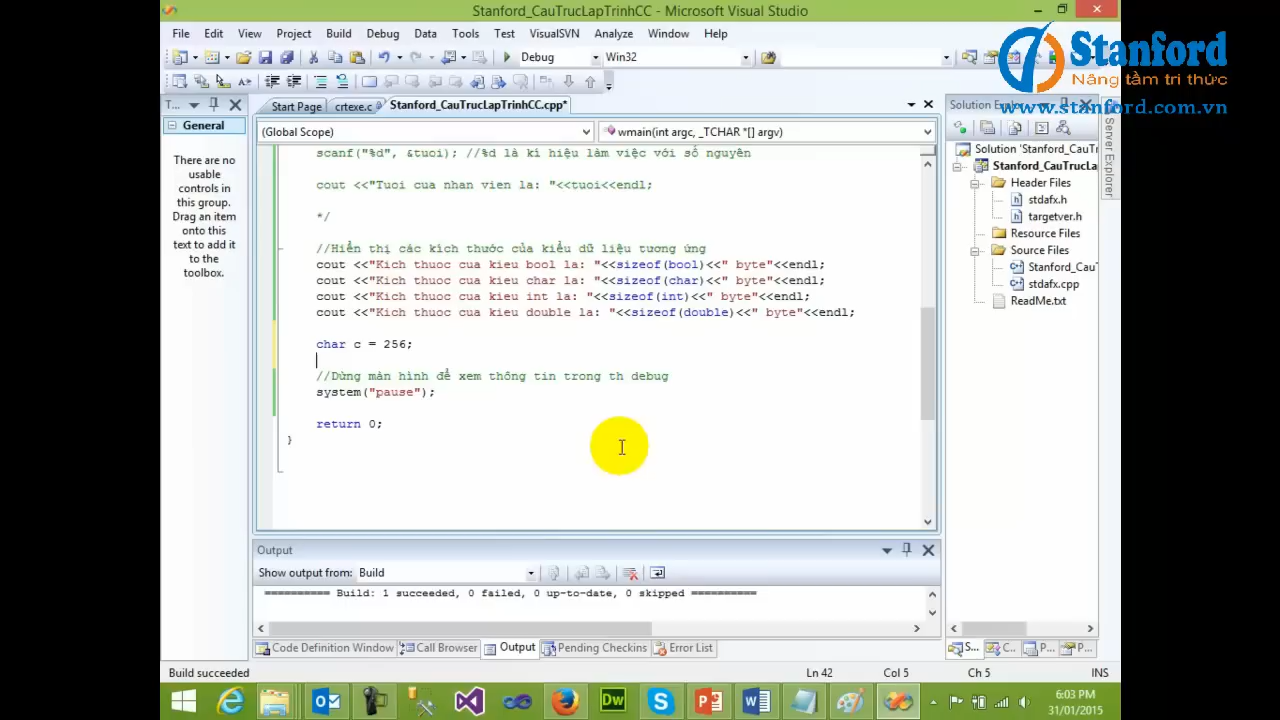 Stanford_CauTrucLapTrinhCC - Microsoft Visual Studio
Stanford
Nâng tầm tri thức
www.stanford.com.vn
File Edit View Project Build Debug Data Tools Test VisualSVN Analyze Window Help
Debug Win32
T...
Start Page crtexe.c Stanford_CauTrucLapTrinhCC.cpp*
Solution Explo
General
(Global Scope) wmain(int argc, _TCHAR *[] argv)
There are no usable controls in this group. Drag an item onto this text to add it to the toolbox.
scanf("%d", &tuoi); //%d là kí hiệu làm việc với số nguyên
cout <<"Tuoi cua nhan vien la: "<<tuoi<<endl;
*/
//Hiển thị các kích thước của kiểu dữ liệu tương ứng
cout <<"Kich thuoc cua kieu bool la: "<<sizeof(bool)<<" byte"<<endl;
cout <<"Kich thuoc cua kieu char la: "<<sizeof(char)<<" byte"<<endl;
cout <<"Kich thuoc cua kieu int la: "<<sizeof(int)<<" byte"<<endl;
cout <<"Kich thuoc cua kieu double la: "<<sizeof(double)<<" byte"<<endl;
char c = 256;
//Dừng màn hình để xem thông tin trong th debug
system("pause");
return 0;
}
Solution 'Stanford_CauTr
Stanford_CauTrucLa
Header Files
stdafx.h
targetver.h
Resource Files
Source Files
Stanford_CauT
stdafx.cpp
ReadMe.txt
Server Explorer
Output
Show output from: Build
========== Build: 1 succeeded, 0 failed, 0 up-to-date, 0 skipped ==========
Code Definition Window Call Browser Output Pending Checkins Error List
S... C... P... P...
Build succeeded Ln 42 Col 5 Ch 5 INS
Dw
6:03 PM
31/01/2015